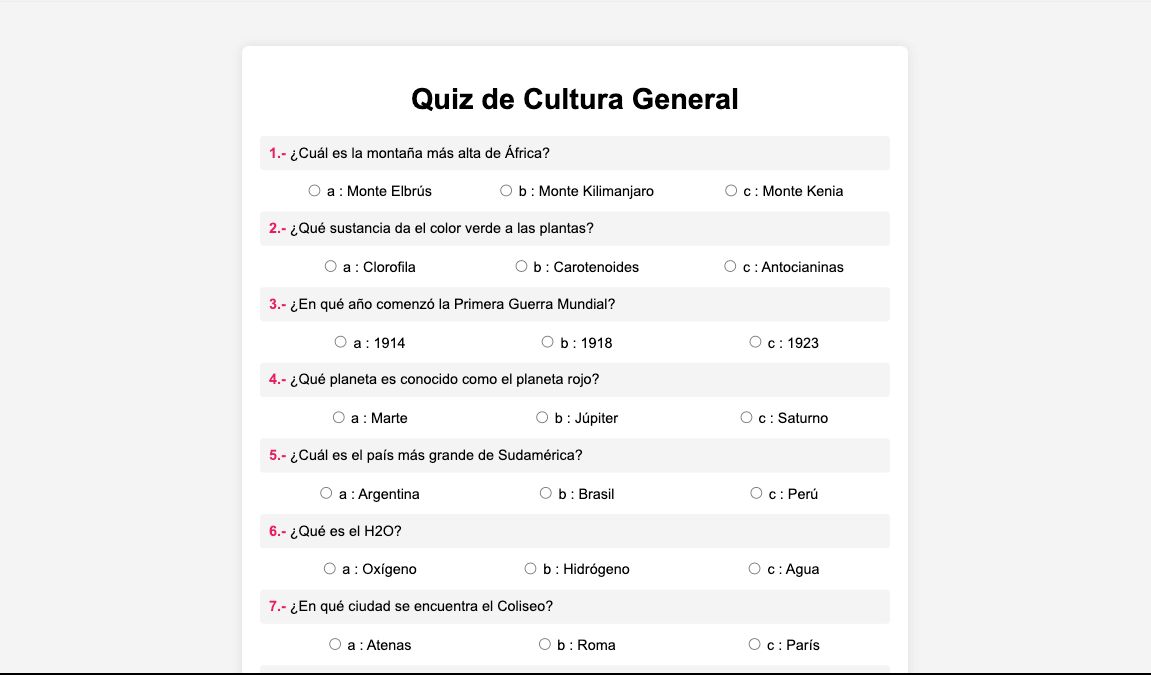 Quiz de Cultura General
1.- ¿Cuál es la montaña más alta de África?
a : Monte Elbrús b : Monte Kilimanjaro c : Monte Kenia
2.- ¿Qué sustancia da el color verde a las plantas?
a : Clorofila b : Carotenoides c : Antocianinas
3.- ¿En qué año comenzó la Primera Guerra Mundial?
a : 1914 b : 1918 c : 1923
4.- ¿Qué planeta es conocido como el planeta rojo?
a : Marte b : Júpiter c : Saturno
5.- ¿Cuál es el país más grande de Sudamérica?
a : Argentina b : Brasil c : Perú
6.- ¿Qué es el H2O?
a : Oxígeno b : Hidrógeno c : Agua
7.- ¿En qué ciudad se encuentra el Coliseo?
a : Atenas b : Roma c : París